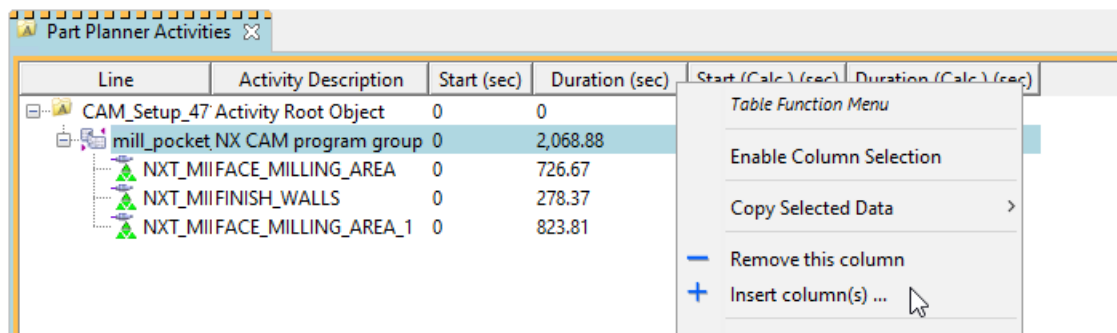 Part Planner Activities
Line Activity Description Start (sec) Duration (sec) Start (Calc.) (sec) Duration (Calc.) (sec)
CAM_Setup_47 Activity Root Object 0 0
mill_pocket NX CAM program group 0 2,068.88
NXT_MII FACE_MILLING_AREA 0 726.67
NXT_MII FINISH_WALLS 0 278.37
NXT_MII FACE_MILLING_AREA_1 0 823.81
Table Function Menu
Enable Column Selection
Copy Selected Data
Remove this column
Insert column(s) ...